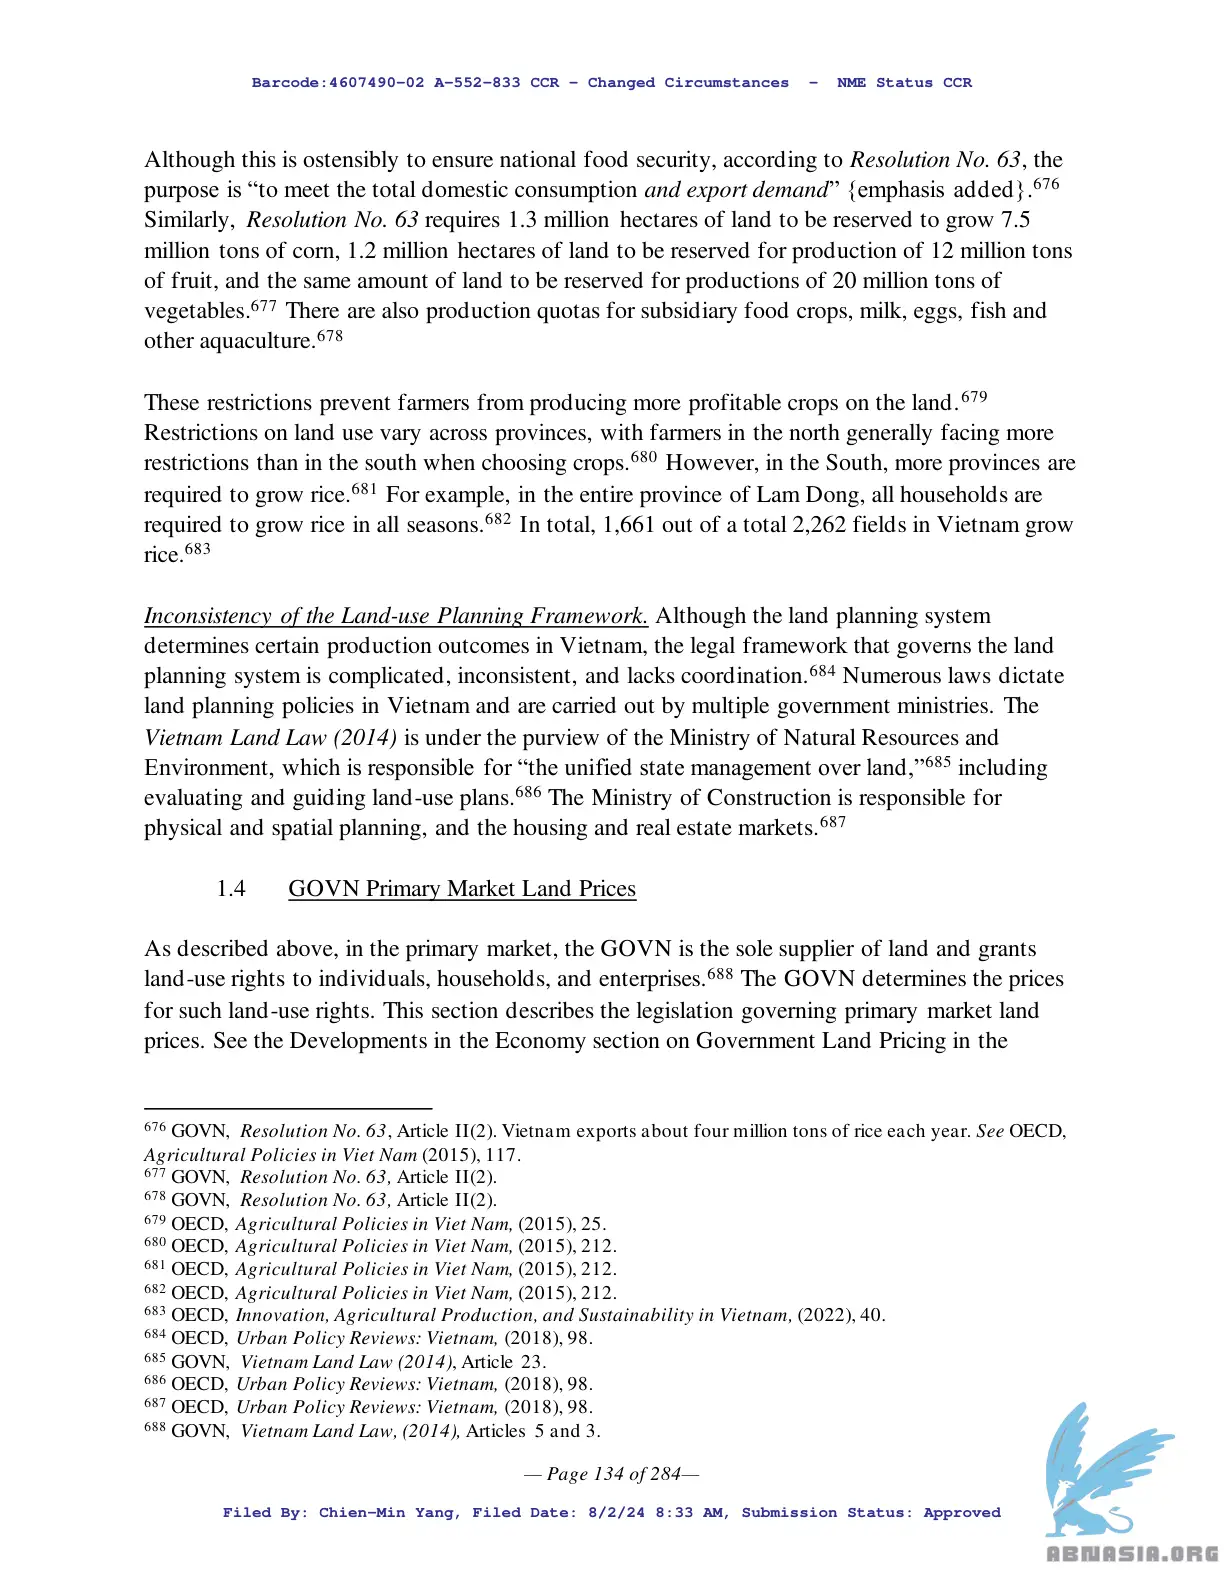 Barcode:4607490-02 A-552-833 CCR - Changed Circumstances - NME Status CCR
Although this is ostensibly to ensure national food security, according to Resolution No. 63, the
purpose is “to meet the total domestic consumption and export demand” {emphasis added}.676
Similarly, Resolution No. 63 requires 1.3 million hectares of land to be reserved to grow 7.5
million tons of corn, 1.2 million hectares of land to be reserved for production of 12 million tons
of fruit, and the same amount of land to be reserved for productions of 20 million tons of
vegetables.677 There are also production quotas for subsidiary food crops, milk, eggs, fish and
other aquaculture.678
These restrictions prevent farmers from producing more profitable crops on the land.679
Restrictions on land use vary across provinces, with farmers in the north generally facing more
restrictions than in the south when choosing crops.680 However, in the South, more provinces are
required to grow rice.681 For example, in the entire province of Lam Dong, all households are
required to grow rice in all seasons.682 In total, 1,661 out of a total 2,262 fields in Vietnam grow
rice.683
Inconsistency of the Land-use Planning Framework. Although the land planning system
determines certain production outcomes in Vietnam, the legal framework that governs the land
planning system is complicated, inconsistent, and lacks coordination.684 Numerous laws dictate
land planning policies in Vietnam and are carried out by multiple government ministries. The
Vietnam Land Law (2014) is under the purview of the Ministry of Natural Resources and
Environment, which is responsible for “the unified state management over land,”685 including
evaluating and guiding land-use plans.686 The Ministry of Construction is responsible for
physical and spatial planning, and the housing and real estate markets.687
1.4 GOVN Primary Market Land Prices
As described above, in the primary market, the GOVN is the sole supplier of land and grants
land-use rights to individuals, households, and enterprises.688 The GOVN determines the prices
for such land-use rights. This section describes the legislation governing primary market land
prices. See the Developments in the Economy section on Government Land Pricing in the
676 GOVN, Resolution No. 63, Article II(2). Vietnam exports about four million tons of rice each year. See OECD,
Agricultural Policies in Viet Nam (2015), 117.
677 GOVN, Resolution No. 63, Article II(2).
678 GOVN, Resolution No. 63, Article II(2).
679 OECD, Agricultural Policies in Viet Nam, (2015), 25.
680 OECD, Agricultural Policies in Viet Nam, (2015), 212.
681 OECD, Agricultural Policies in Viet Nam, (2015), 212.
682 OECD, Agricultural Policies in Viet Nam, (2015), 212.
683 OECD, Innovation, Agricultural Production, and Sustainability in Vietnam, (2022), 40.
684 OECD, Urban Policy Reviews: Vietnam, (2018), 98.
685 GOVN, Vietnam Land Law (2014), Article 23.
686 OECD, Urban Policy Reviews: Vietnam, (2018), 98.
687 OECD, Urban Policy Reviews: Vietnam, (2018), 98.
688 GOVN, Vietnam Land Law, (2014), Articles 5 and 3.
— Page 134 of 284—
Filed By: Chien-Min Yang, Filed Date: 8/2/24 8:33 AM, Submission Status: Approved
ABNASIA.ORG